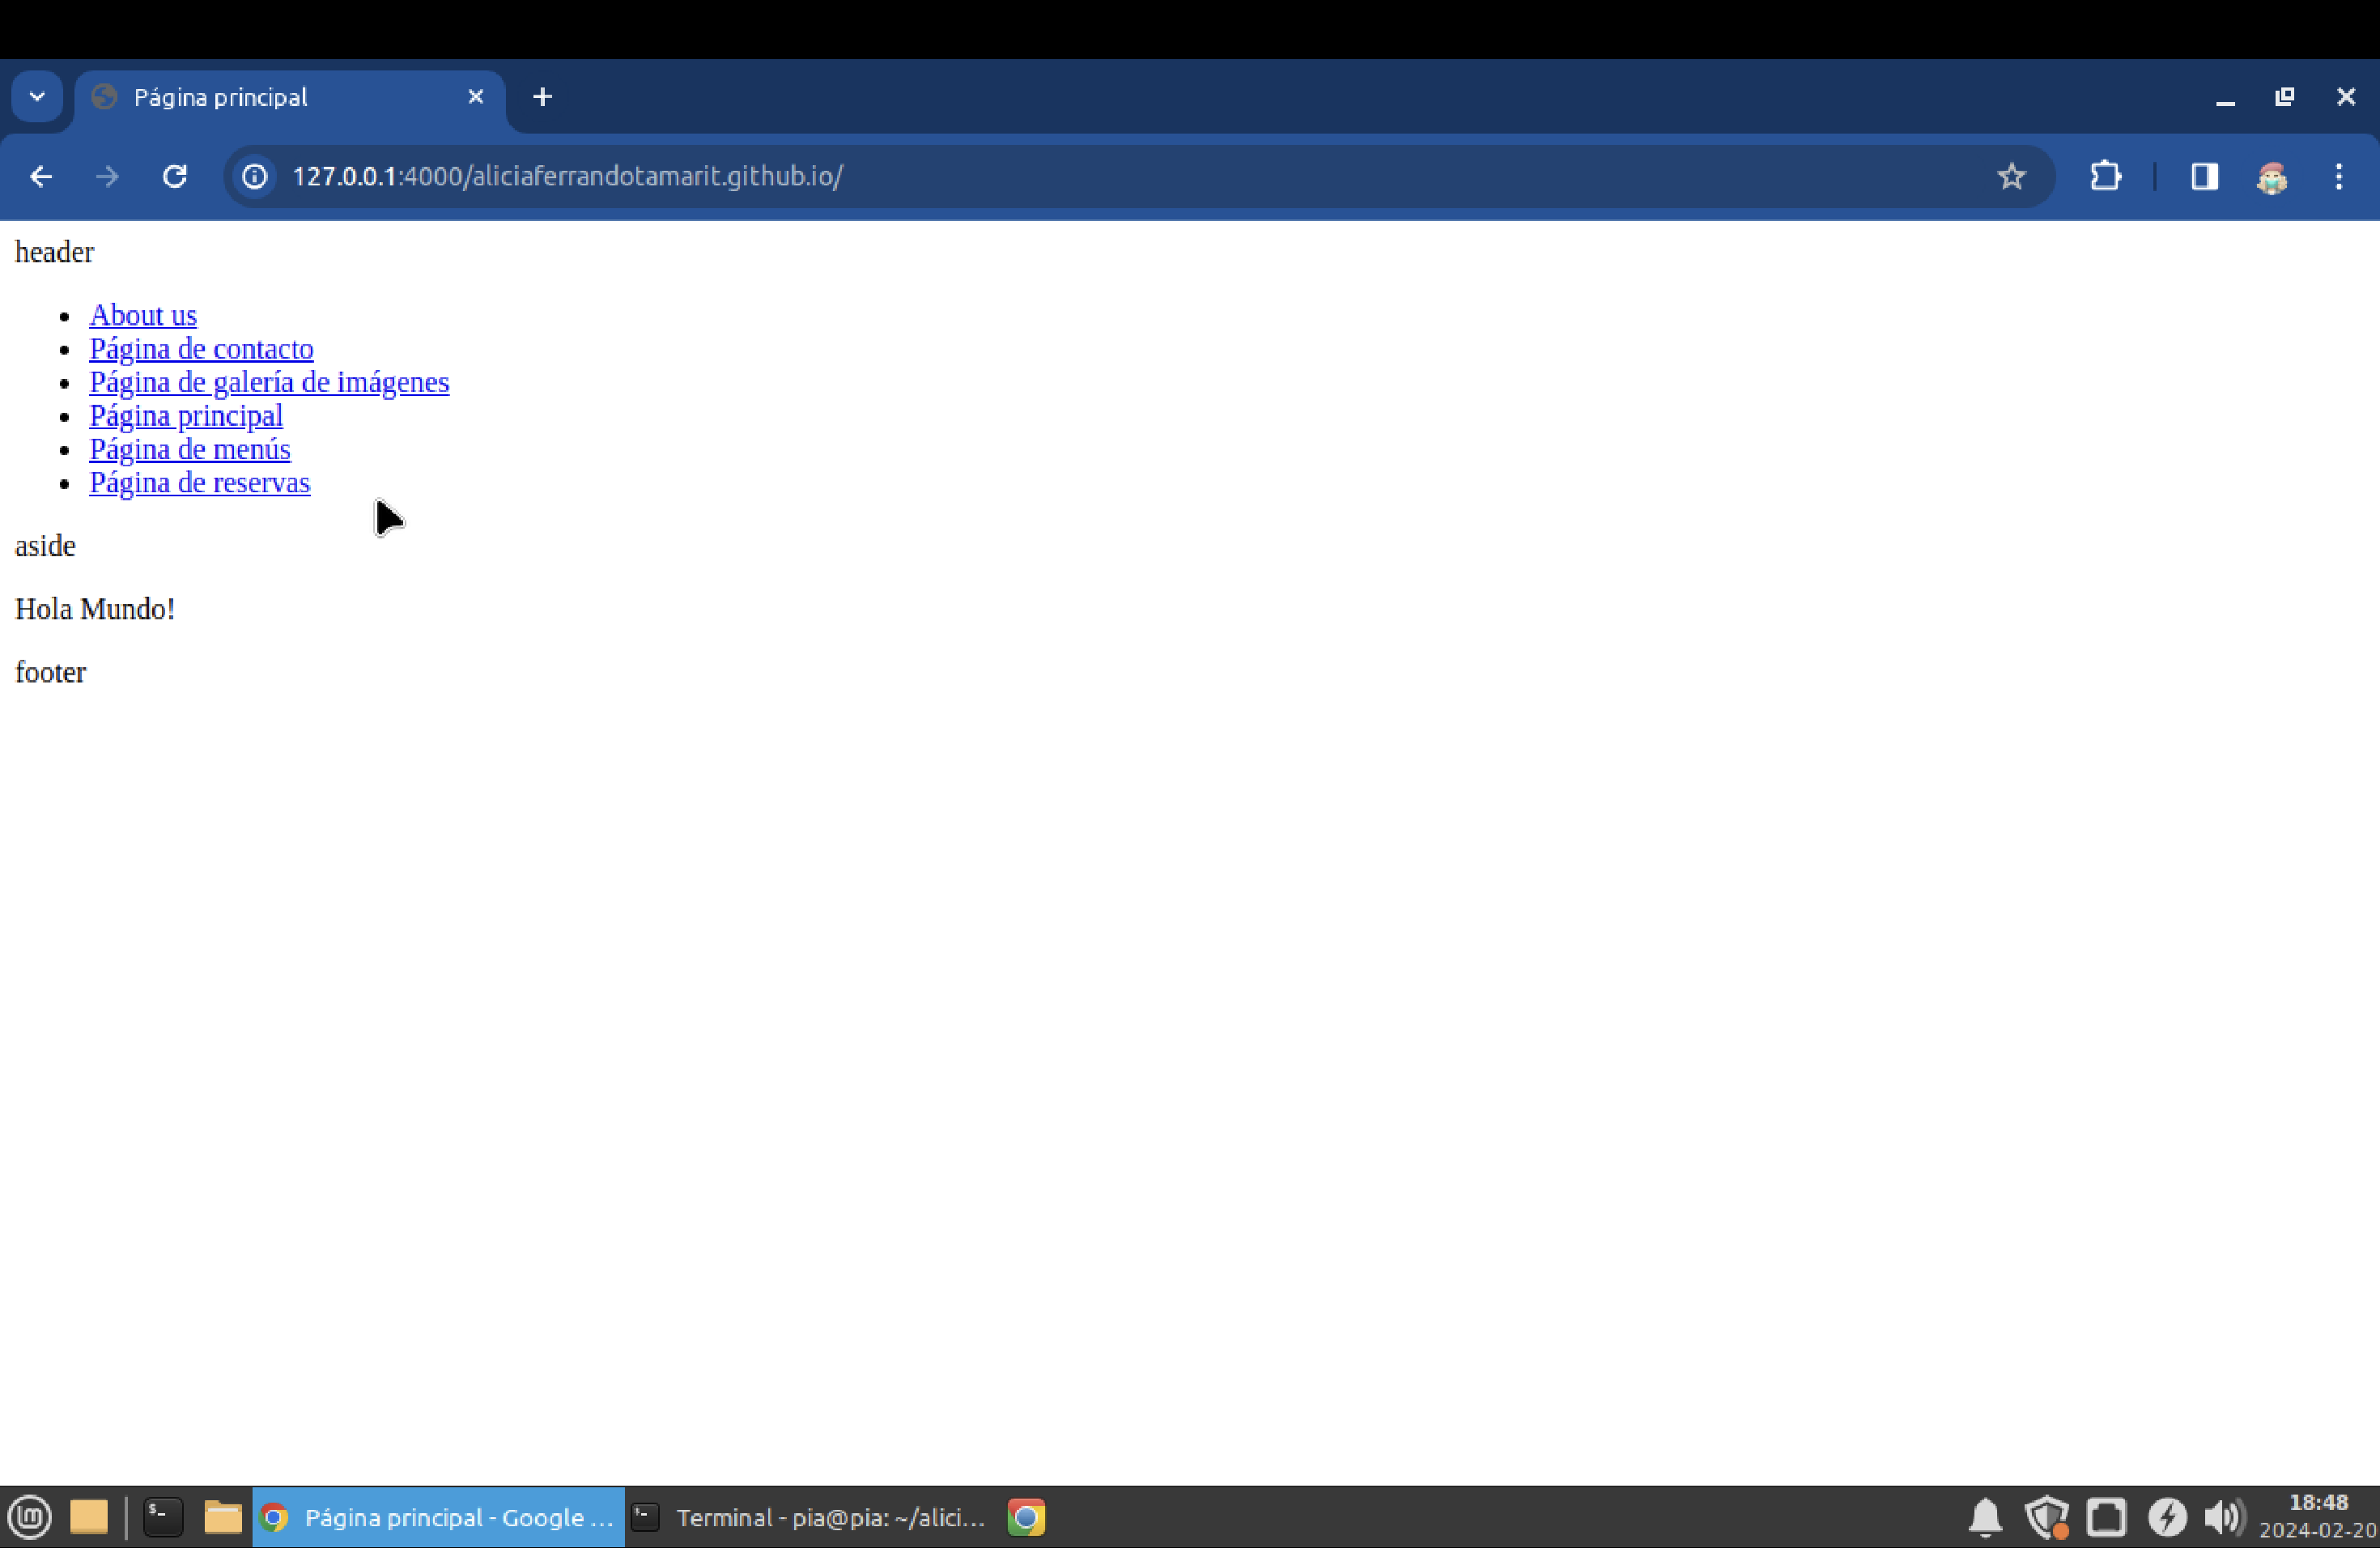 Página principal
127.0.0.1:4000/aliciaferrandotamarit.github.io/
header
About us
Página de contacto
Página de galería de imágenes
Página principal
Página de menús
Página de reservas
aside
Hola Mundo!
footer
Página principal - Google ...
Terminal - pia@pia: ~/alici...
18:48
2024-02-20